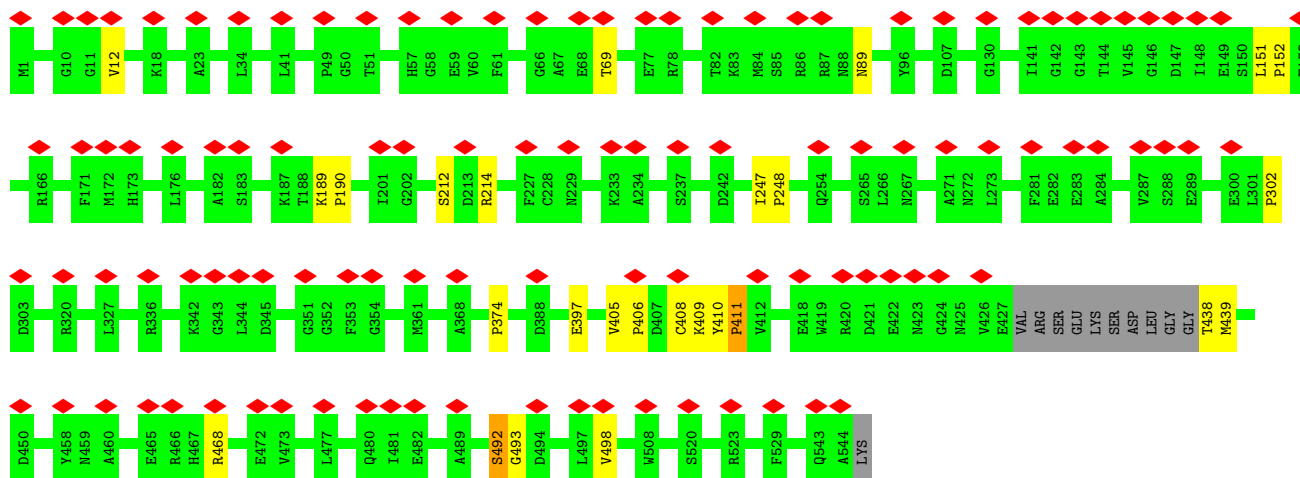 M1 G10 G11 V12 K18 A23 L34 L41 P49 G50 T51 H57 G58 E59 V60 F61 G66 A67 E68 T69 E77 R78 T82 K83 M84 S85 R86 R87 N88 N89 Y96 D107 G130 I141 G142 G143 T144 V145 G146 D147 I148 E149 S150 L151 P152
R166 F171 M172 H173 L176 A182 S183 K187 T188 K189 P190 I201 G202 S212 D213 R214 F227 C228 N229 K233 A234 S237 D242 I247 P248 Q254 S265 L266 N267 A271 N272 L273 F281 E282 E283 A284 V287 S288 E289 E300 L301 P302
D303 R320 L327 R336 K342 G343 L344 D345 G351 G352 F353 G354 M361 A368 P374 D388 E397 V405 P406 D407 C408 K409 Y410 P411 V412 E418 W419 R420 D421 E422 N423 G424 N425 V426 E427 VAL ARG SER GLU LYS SER ASP LEU GLY GLY T438 M439
D450 Y458 N459 A460 E465 R466 H467 R468 E472 V473 L477 Q480 I481 E482 A489 S492 G493 D494 L497 V498 W508 S520 R523 F529 Q543 A544 LYS